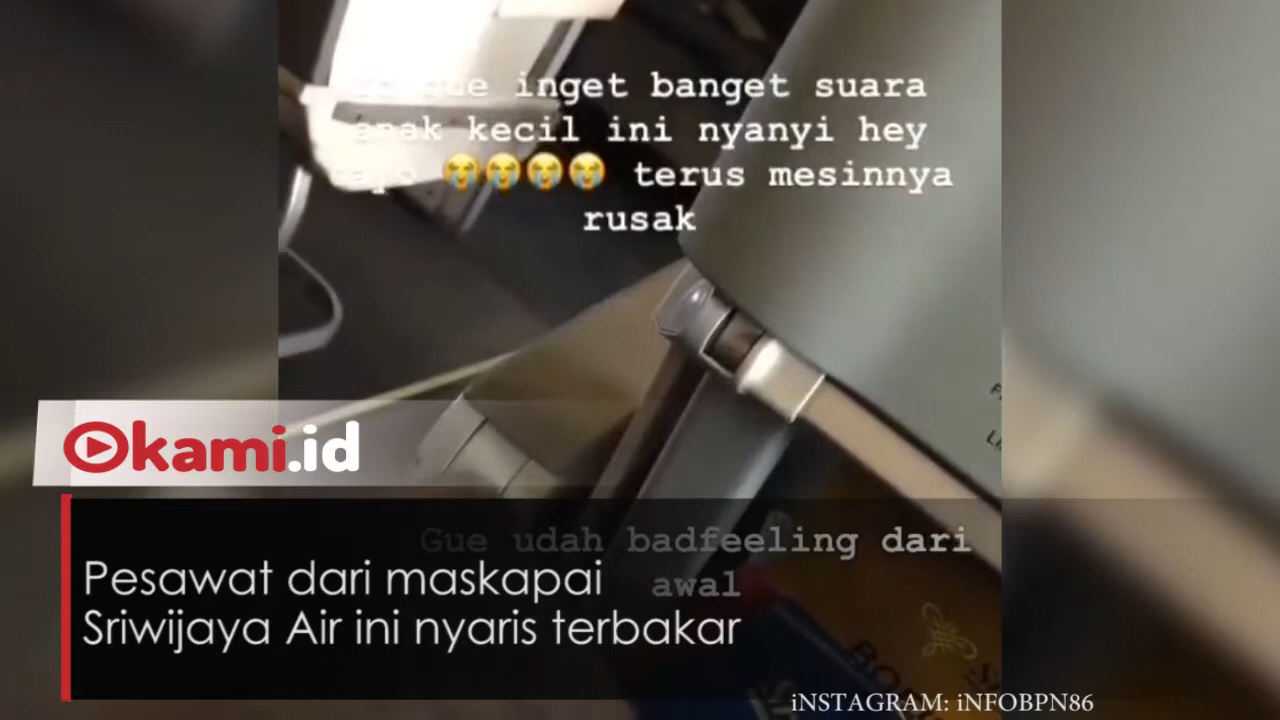 inget banget suara
anak kecil ini nyanyi hey
😭😭😭😭 terus mesinnya
rusak
Okami.id
Gue udah badfeeling dari
awal
Pesawat dari maskapai
Sriwijaya Air ini nyaris terbakar
iNSTAGRAM: iNFOBPN86